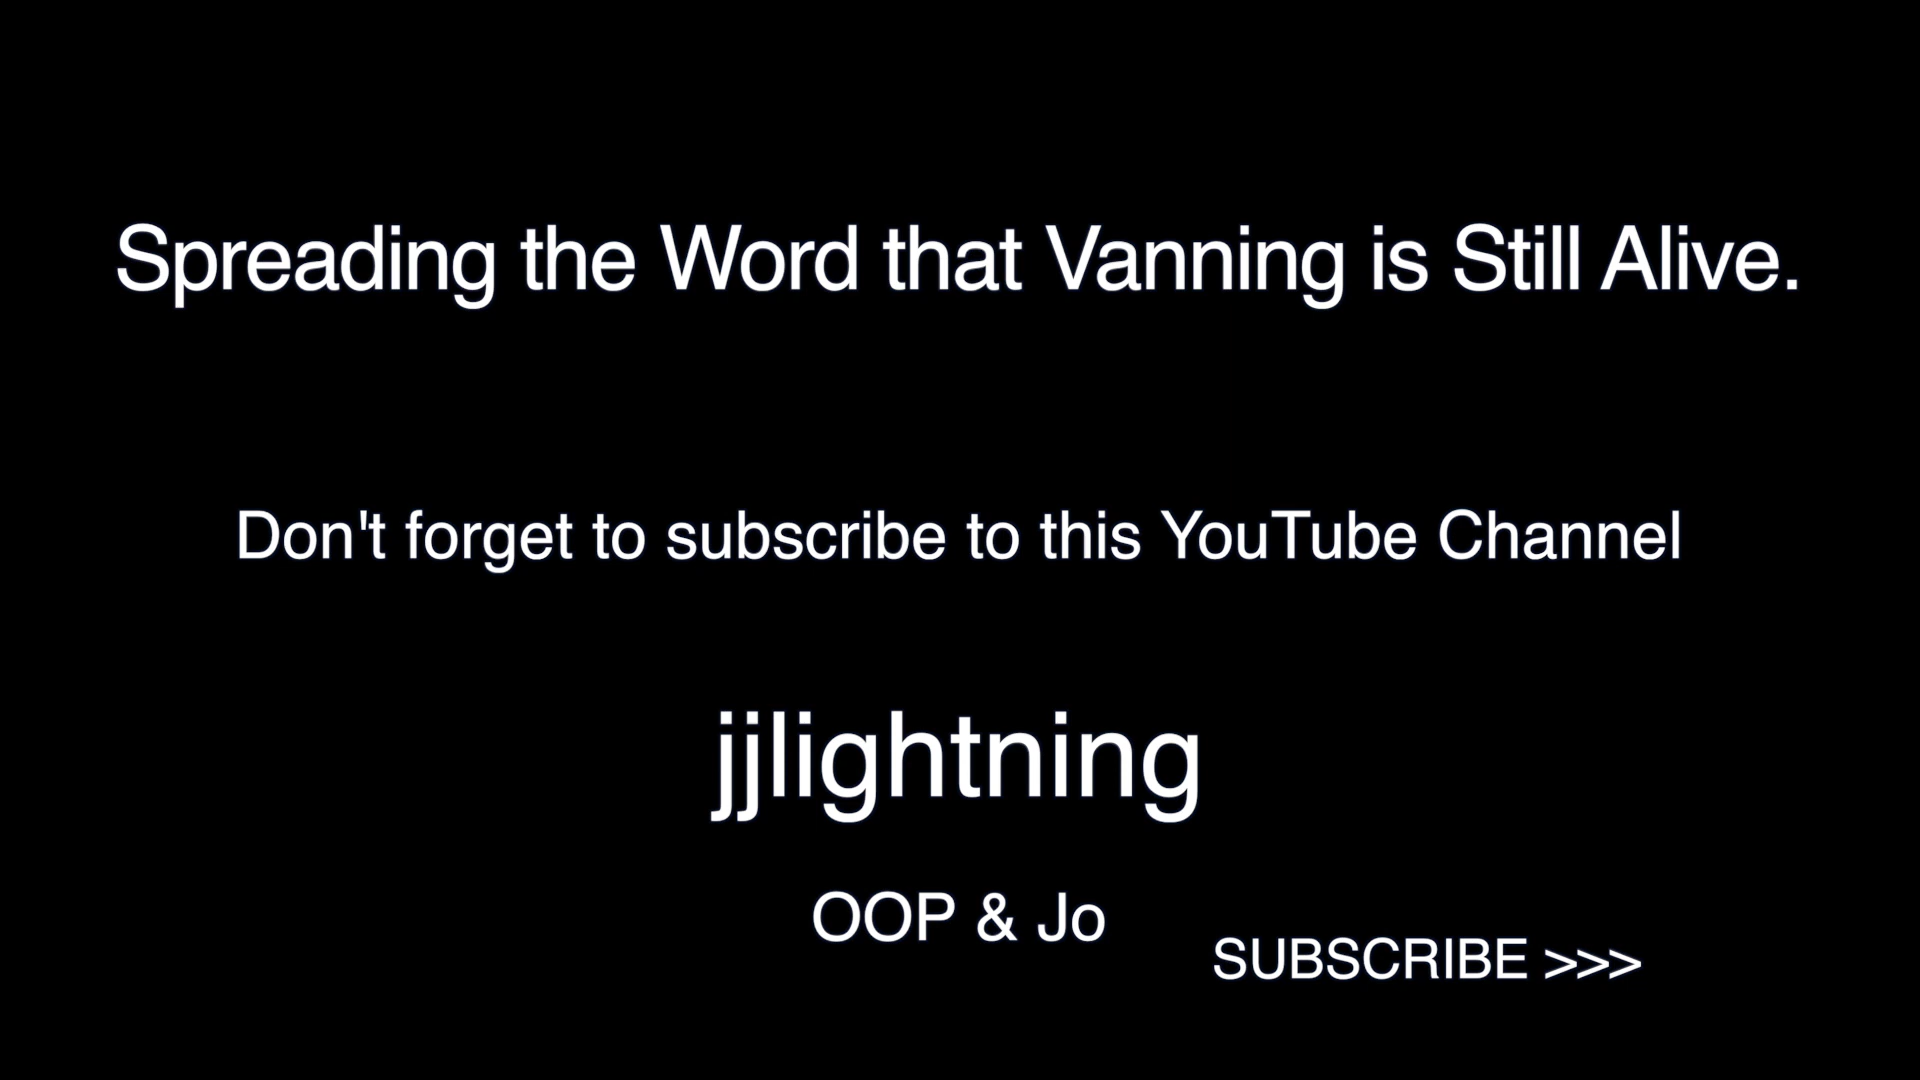 Spreading the Word that Vanning is Still Alive.
Don't forget to subscribe to this YouTube Channel
jjlightning
OOP & Jo
SUBSCRIBE >>>